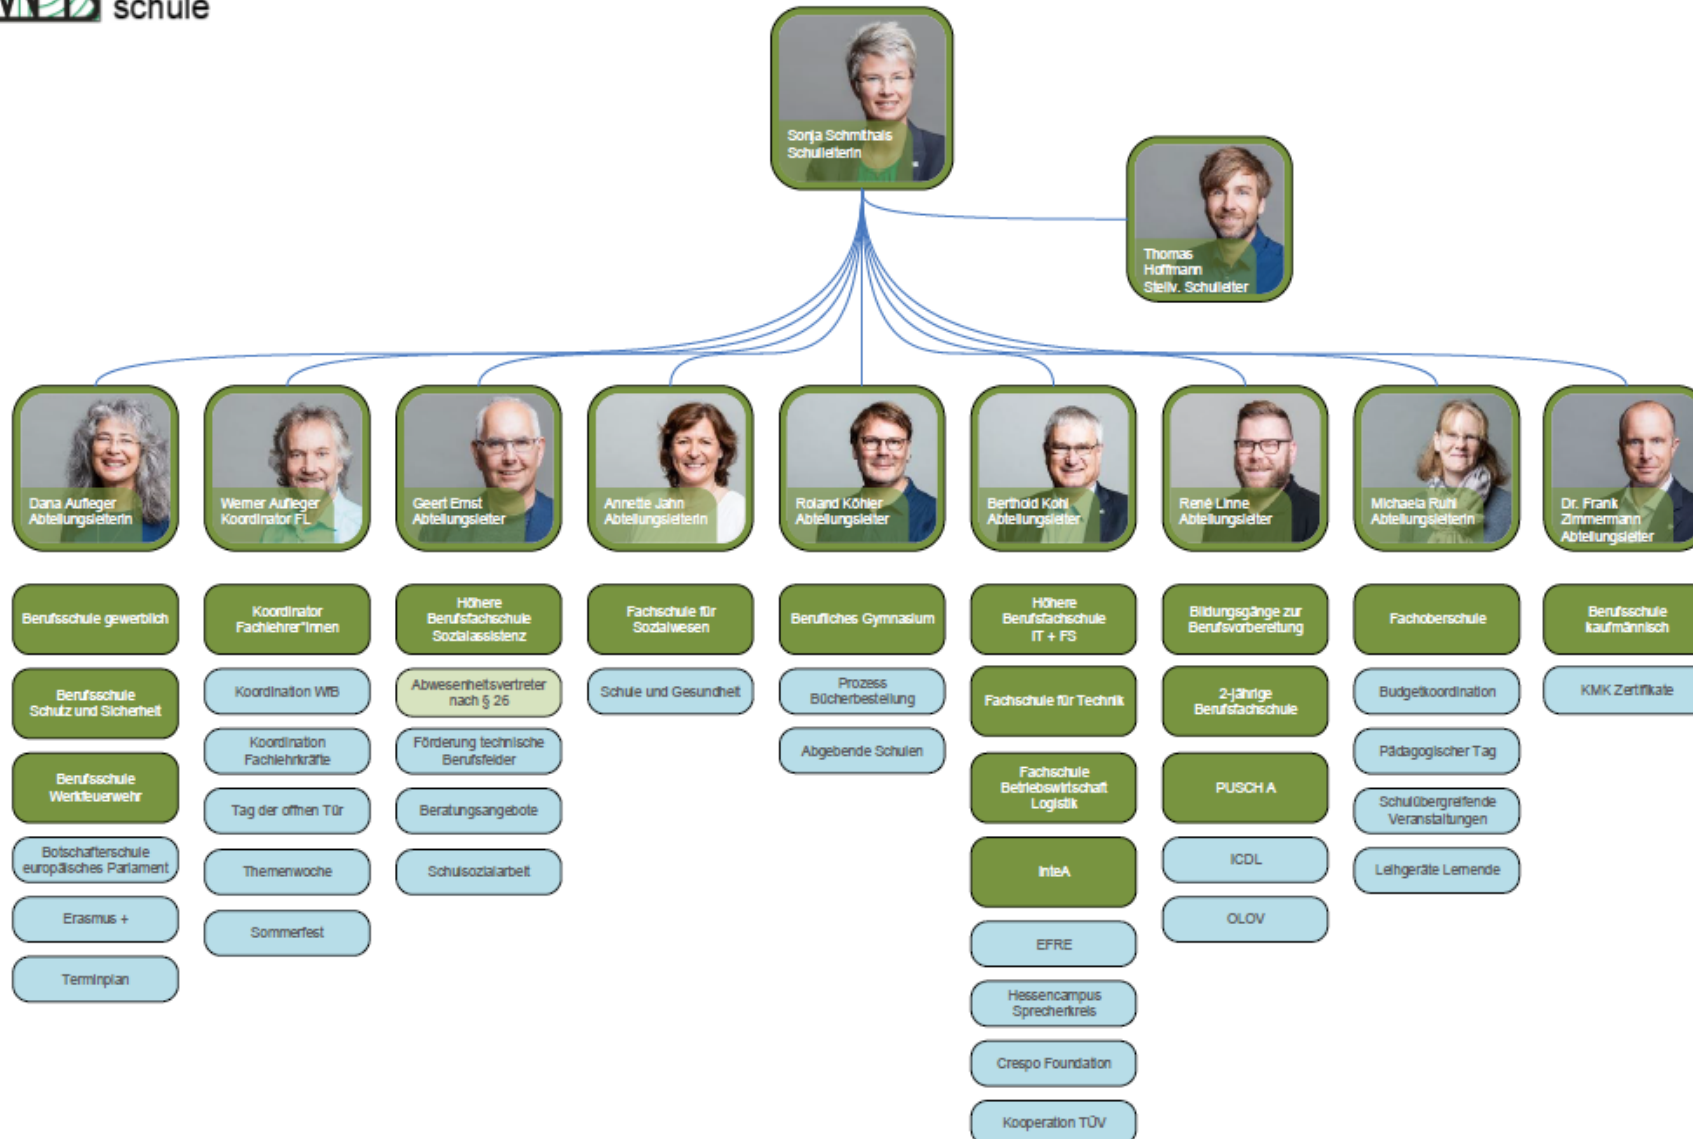 schule
Sonja Schmithals
Schulleiterin
Thomas
Hoffmann
Stellv. Schulleiter
Dana Aufleger
Abteilungsleiterin
Werner Aufleger
Koordinator FL
Geert Ernst
Abteilungsleiter
Annette Jahn
Abteilungsleiterin
Roland Köhler
Abteilungsleiter
Berthold Kohl
Abteilungsleiter
René Linne
Abteilungsleiter
Michaela Ruhl
Abteilungsleiterin
Dr. Frank
Zimmermann
Abteilungsleiter
Berufsschule gewerblich
Berufsschule
Schutz und Sicherheit
Berufsschule
Werkfeuerwehr
Botschafterschule
europäisches Parlament
Erasmus +
Terminplan
Koordinator
Fachlehrer*innen
Koordination WfB
Koordination
Fachlehrkräfte
Tag der offnen Tür
Themenwoche
Sommerfest
Höhere
Berufsfachschule
Sozialassistenz
Abwesenheitsvertreter
nach § 26
Förderung technische
Berufsfelder
Beratungsangebote
Schulsozialarbeit
Fachschule für
Sozialwesen
Schule und Gesundheit
Berufliches Gymnasium
Prozess
Bücherbestellung
Abgebende Schulen
Höhere
Berufsfachschule
IT + FS
Fachschule für Technik
Fachschule
Betriebswirtschaft
Logistik
InteA
EFRE
Hessencampus
Sprecherkreis
Crespo Foundation
Kooperation TÜV
Bildungsgänge zur
Berufsvorbereitung
2-jährige
Berufsfachschule
PUSCH A
ICDL
OLOV
Fachoberschule
Budgetkoordination
Pädagogischer Tag
Schulübergreifende
Veranstaltungen
Leihgeräte Lernende
Berufsschule
kaufmännisch
KMK Zertifikate